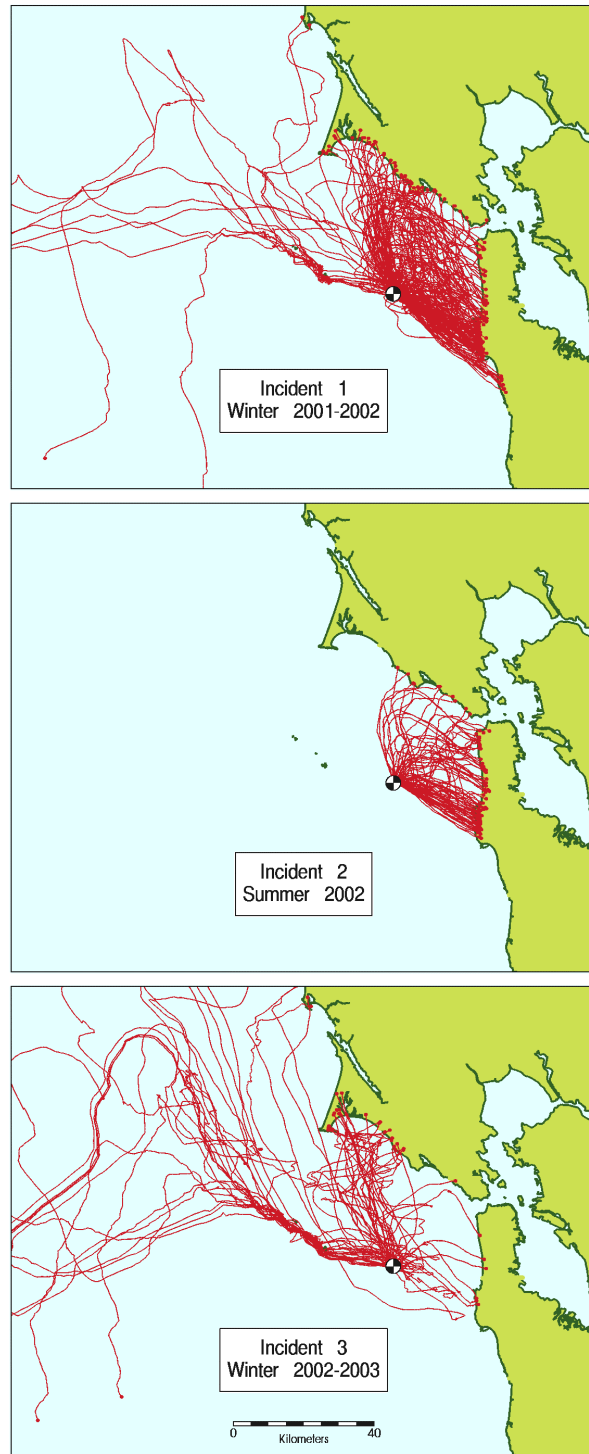 Incident 1
Winter 2001-2002
Incident 2
Summer 2002
Incident 3
Winter 2002-2003
0 40
Kilometers